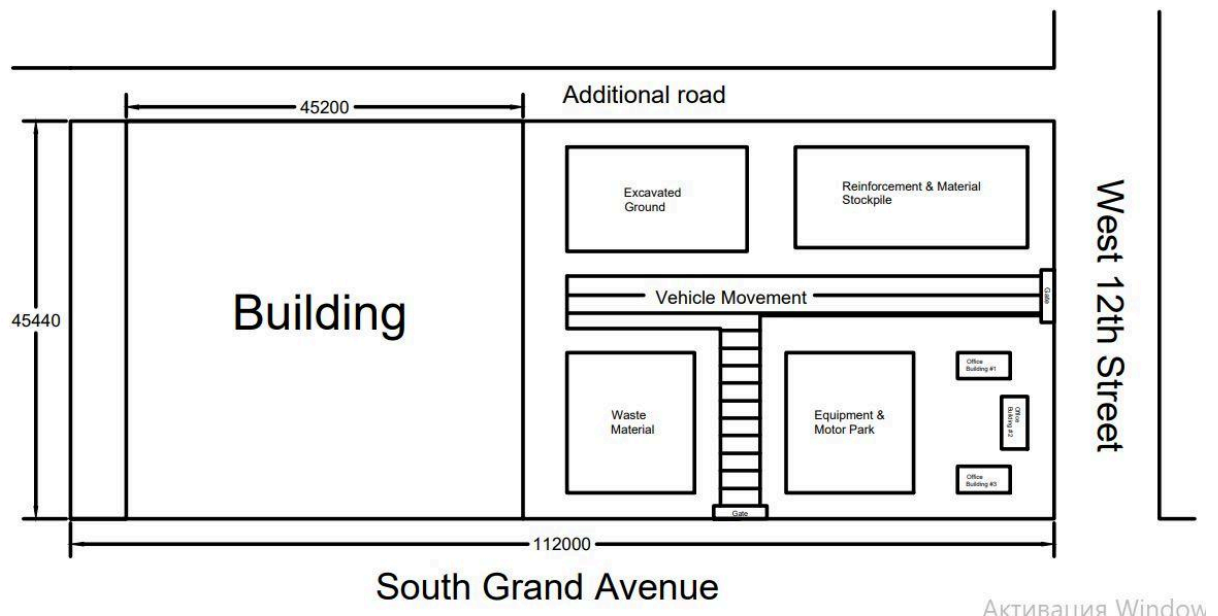 Additional road
45200
Excavated
Ground
Reinforcement & Material
Stockpile
Building
45440
Vehicle Movement
Gate
West 12th Street
Waste
Material
Equipment &
Motor Park
Office
Building #1
Office
Building #2
Office
Building #3
Gate
112000
South Grand Avenue
Активация Window